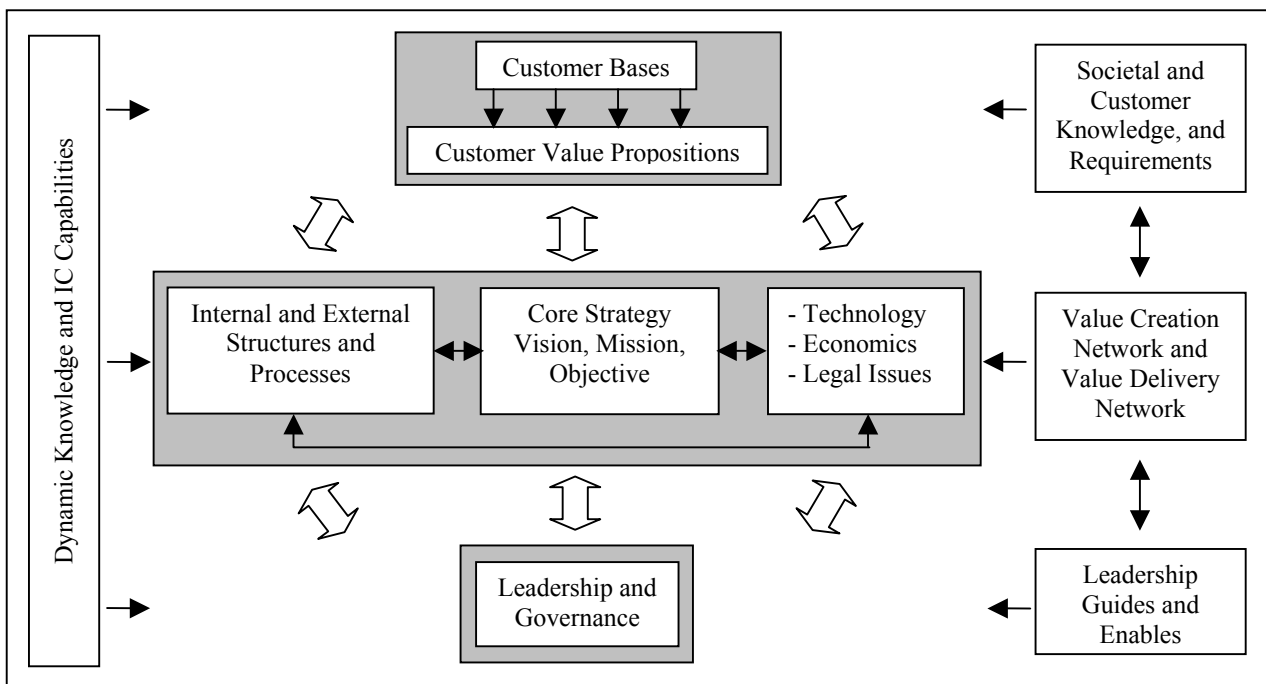 Dynamic Knowledge and IC Capabilities
Customer Bases
Customer Value Propositions
Societal and
Customer
Knowledge, and
Requirements
Internal and External
Structures and
Processes
Core Strategy
Vision, Mission,
Objective
- Technology
- Economics
- Legal Issues
Value Creation
Network and
Value Delivery
Network
Leadership and
Governance
Leadership
Guides and
Enables